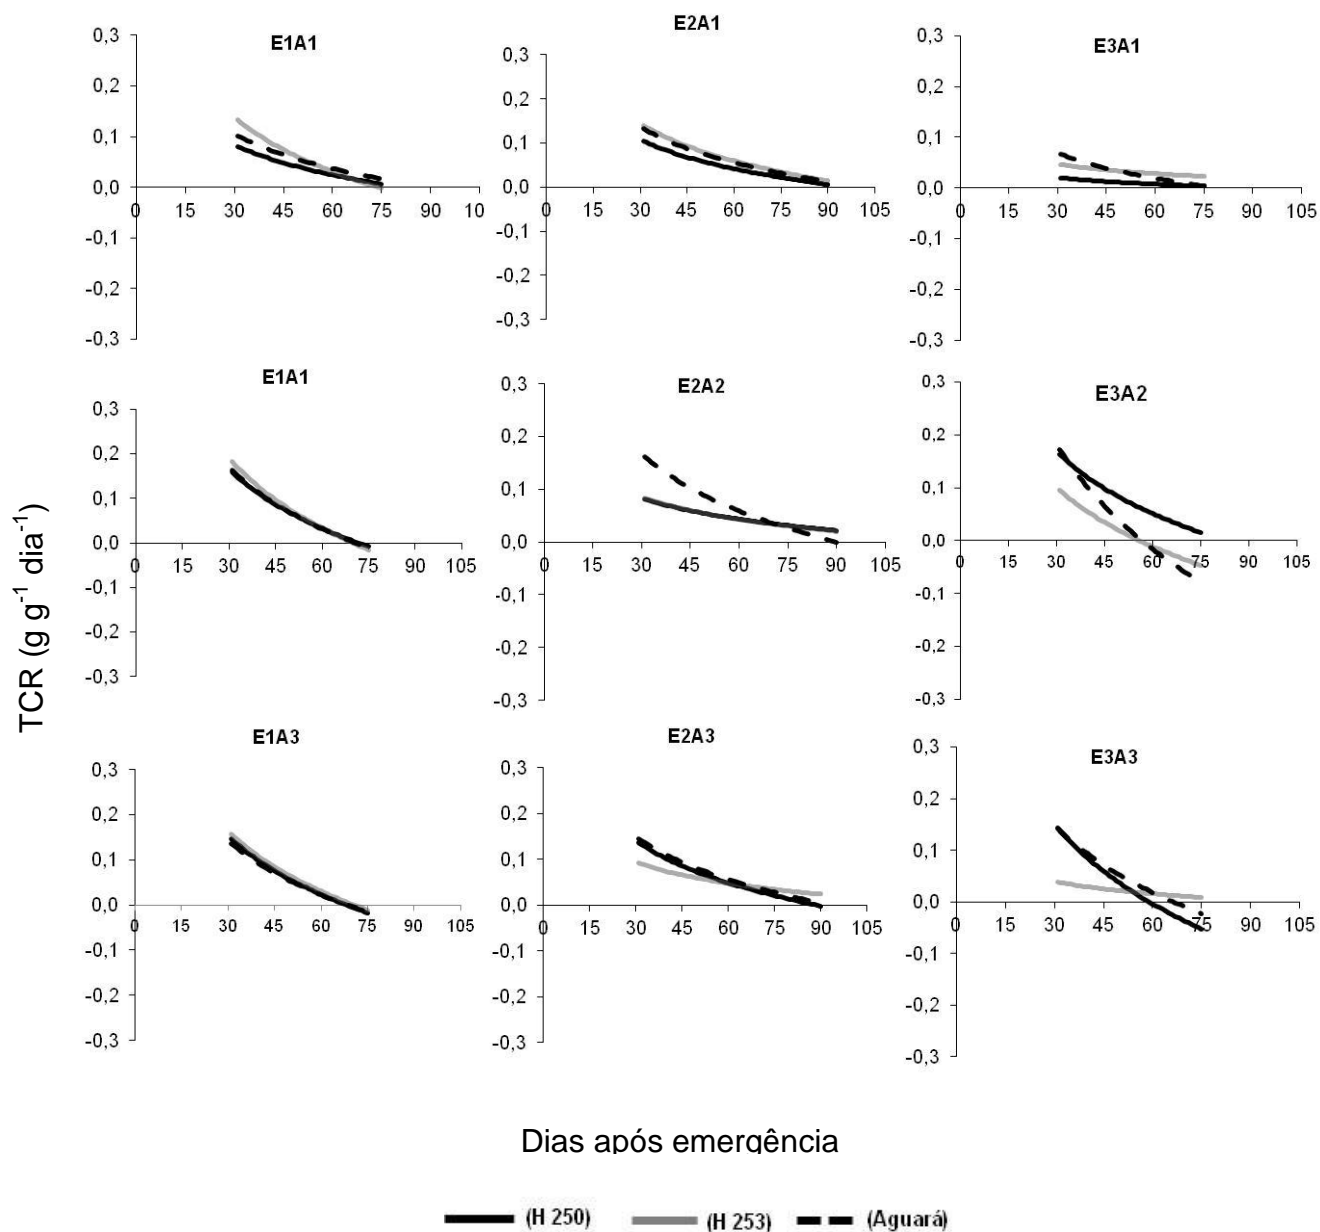 E1A1 E2A1 E3A1
0,3 0,3 0,3
0,2 0,2 0,2
0,1 0,1 0,1
0,0 0,0 0,0
0 15 30 45 60 75 90 10 0 15 30 45 60 75 90 105 0 15 30 45 60 75 90 105
-0,1 -0,1 -0,1
-0,2 -0,2 -0,2
-0,3 -0,3 -0,3
E1A1 E2A2 E3A2
0,3 0,3 0,3
0,2 0,2 0,2
0,1 0,1 0,1
0,0 0,0 0,0
0 15 30 45 60 75 90 105 0 15 30 45 60 75 90 105 0 15 30 45 60 75 90 105
-0,1 -0,1 -0,1
-0,2 -0,2 -0,2
-0,3 -0,3 -0,3
TCR (g g⁻¹ dia⁻¹)
E1A3 E2A3 E3A3
0,3 0,3 0,3
0,2 0,2 0,2
0,1 0,1 0,1
0,0 0,0 0,0
0 15 30 45 60 75 90 105 0 15 30 45 60 75 90 105 0 15 30 45 60 75 90 105
-0,1 -0,1 -0,1
-0,2 -0,2 -0,2
-0,3 -0,3 -0,3
Dias após emergência
(H 250) (H 253) (Aguará)